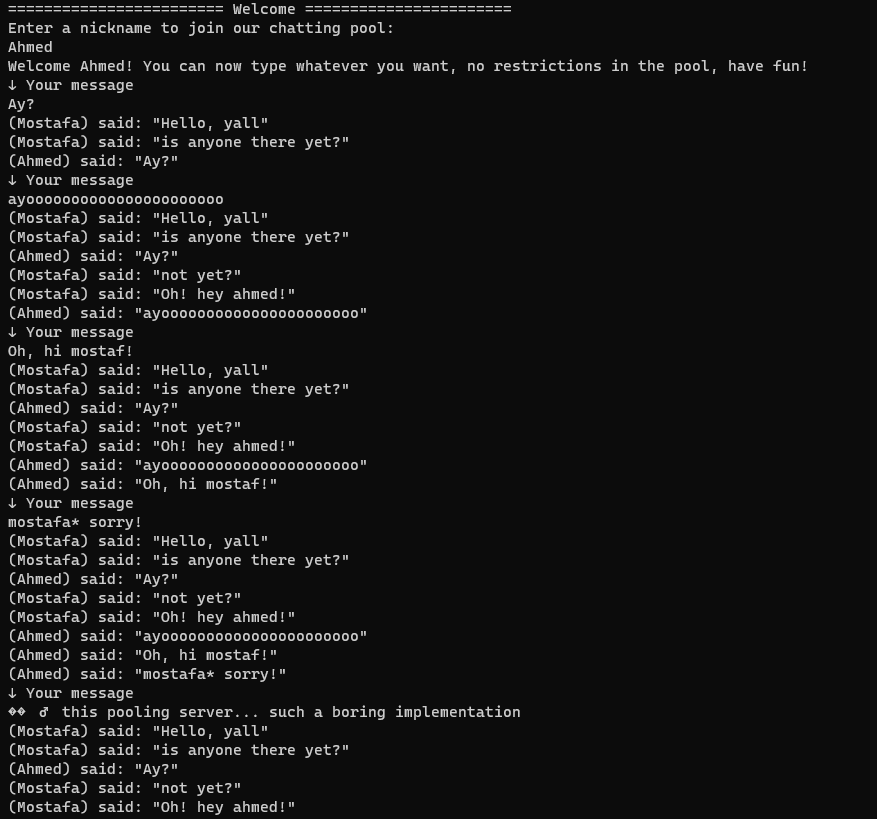 ======================== Welcome =======================
Enter a nickname to join our chatting pool:
Ahmed
Welcome Ahmed! You can now type whatever you want, no restrictions in the pool, have fun!
↓ Your message
Ay?
(Mostafa) said: "Hello, yall"
(Mostafa) said: "is anyone there yet?"
(Ahmed) said: "Ay?"
↓ Your message
ayoooooooooooooooooooooo
(Mostafa) said: "Hello, yall"
(Mostafa) said: "is anyone there yet?"
(Ahmed) said: "Ay?"
(Mostafa) said: "not yet?"
(Mostafa) said: "Oh! hey ahmed!"
(Ahmed) said: "ayoooooooooooooooooooooo"
↓ Your message
Oh, hi mostaf!
(Mostafa) said: "Hello, yall"
(Mostafa) said: "is anyone there yet?"
(Ahmed) said: "Ay?"
(Mostafa) said: "not yet?"
(Mostafa) said: "Oh! hey ahmed!"
(Ahmed) said: "ayoooooooooooooooooooooo"
(Ahmed) said: "Oh, hi mostaf!"
↓ Your message
mostafa* sorry!
(Mostafa) said: "Hello, yall"
(Mostafa) said: "is anyone there yet?"
(Ahmed) said: "Ay?"
(Mostafa) said: "not yet?"
(Mostafa) said: "Oh! hey ahmed!"
(Ahmed) said: "ayoooooooooooooooooooooo"
(Ahmed) said: "Oh, hi mostaf!"
(Ahmed) said: "mostafa* sorry!"
↓ Your message
�� ♂ this pooling server... such a boring implementation
(Mostafa) said: "Hello, yall"
(Mostafa) said: "is anyone there yet?"
(Ahmed) said: "Ay?"
(Mostafa) said: "not yet?"
(Mostafa) said: "Oh! hey ahmed!"